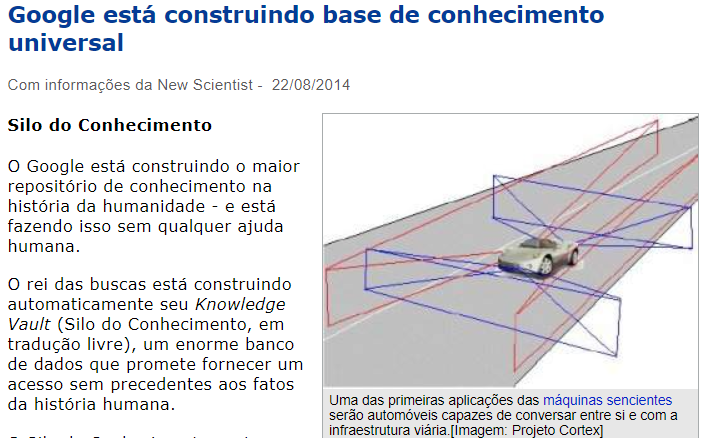 Google está construindo base de conhecimento
universal
Com informações da New Scientist -  22/08/2014
Silo do Conhecimento
O Google está construindo o maior
repositório de conhecimento na
história da humanidade - e está
fazendo isso sem qualquer ajuda
humana.
O rei das buscas está construindo
automaticamente seu Knowledge
Vault (Silo do Conhecimento, em
tradução livre), um enorme banco
de dados que promete fornecer um
acesso sem precedentes aos fatos
da história humana.
Uma das primeiras aplicações das máquinas sencientes
serão automóveis capazes de conversar entre si e com a
infraestrutura viária.[Imagem: Projeto Cortex]